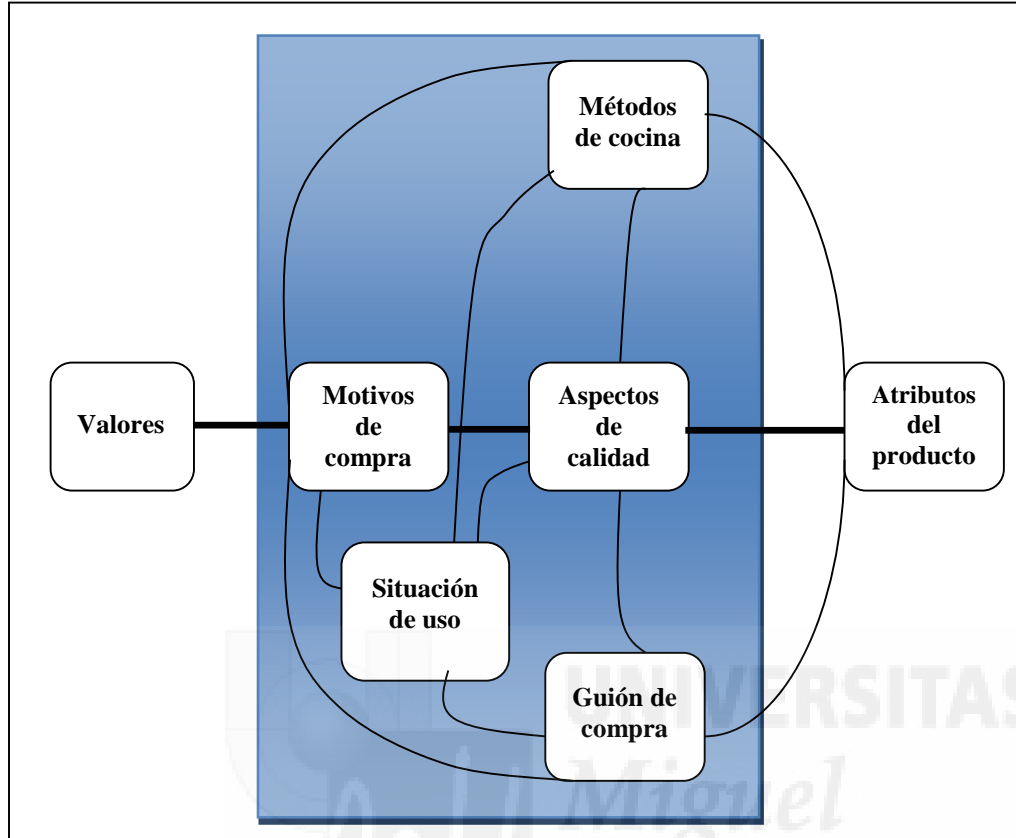 Métodos
de cocina
Valores
Motivos
de
compra
Aspectos
de
calidad
Atributos
del
producto
Situación
de uso
Guión de
compra
UNIVERSITAS
Miguel